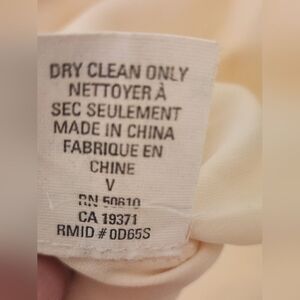 DRY CLEAN ONLY
NETTOYER À
SEC SEULEMENT
MADE IN CHINA
FABRIQUE EN
CHINE
V
RN 50610
CA 19371
RMID # 0D65S